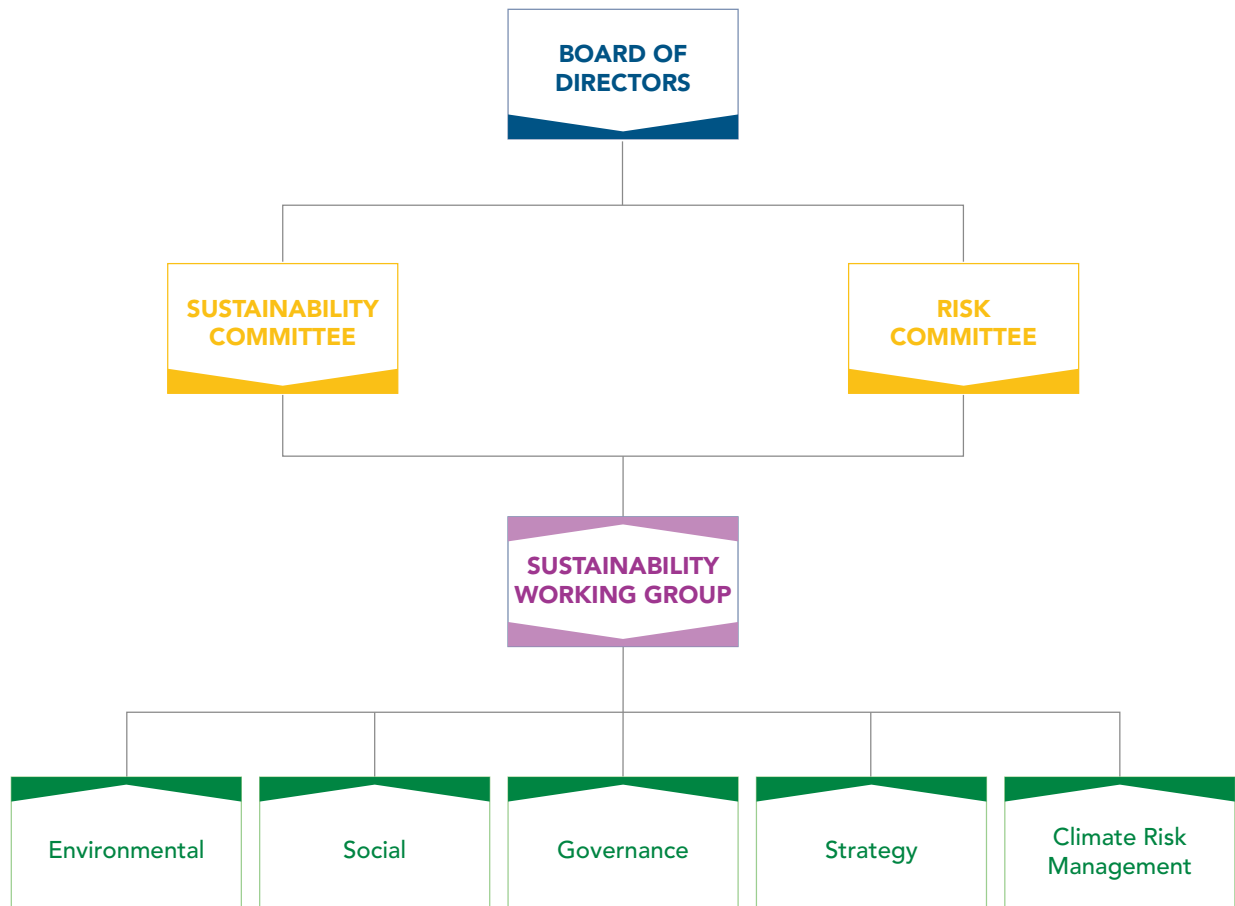 BOARD OF
DIRECTORS
SUSTAINABILITY
COMMITTEE
RISK
COMMITTEE
SUSTAINABILITY
WORKING GROUP
Environmental
Social
Governance
Strategy
Climate Risk
Management